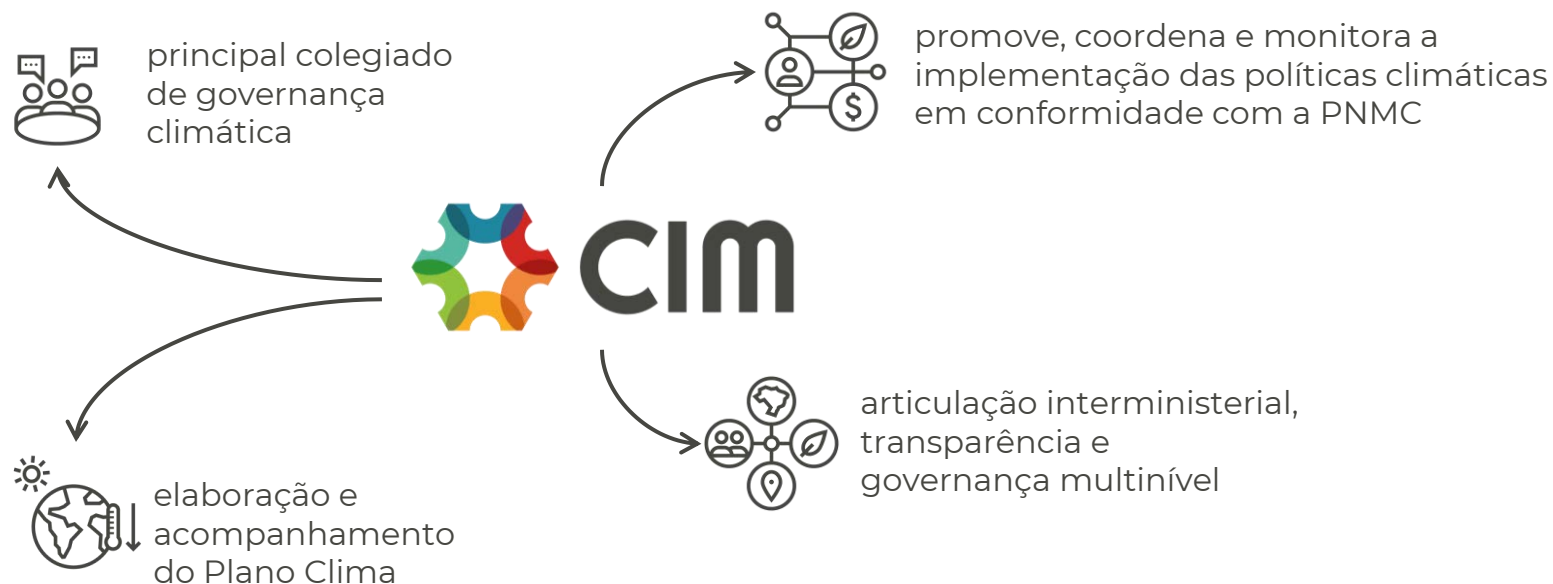 principal colegiado
de governança
climática
promove, coordena e monitora a
implementação das políticas climáticas
em conformidade com a PNMC
CIM
articulação interministerial,
transparência e
governança multinível
elaboração e
acompanhamento
do Plano Clima